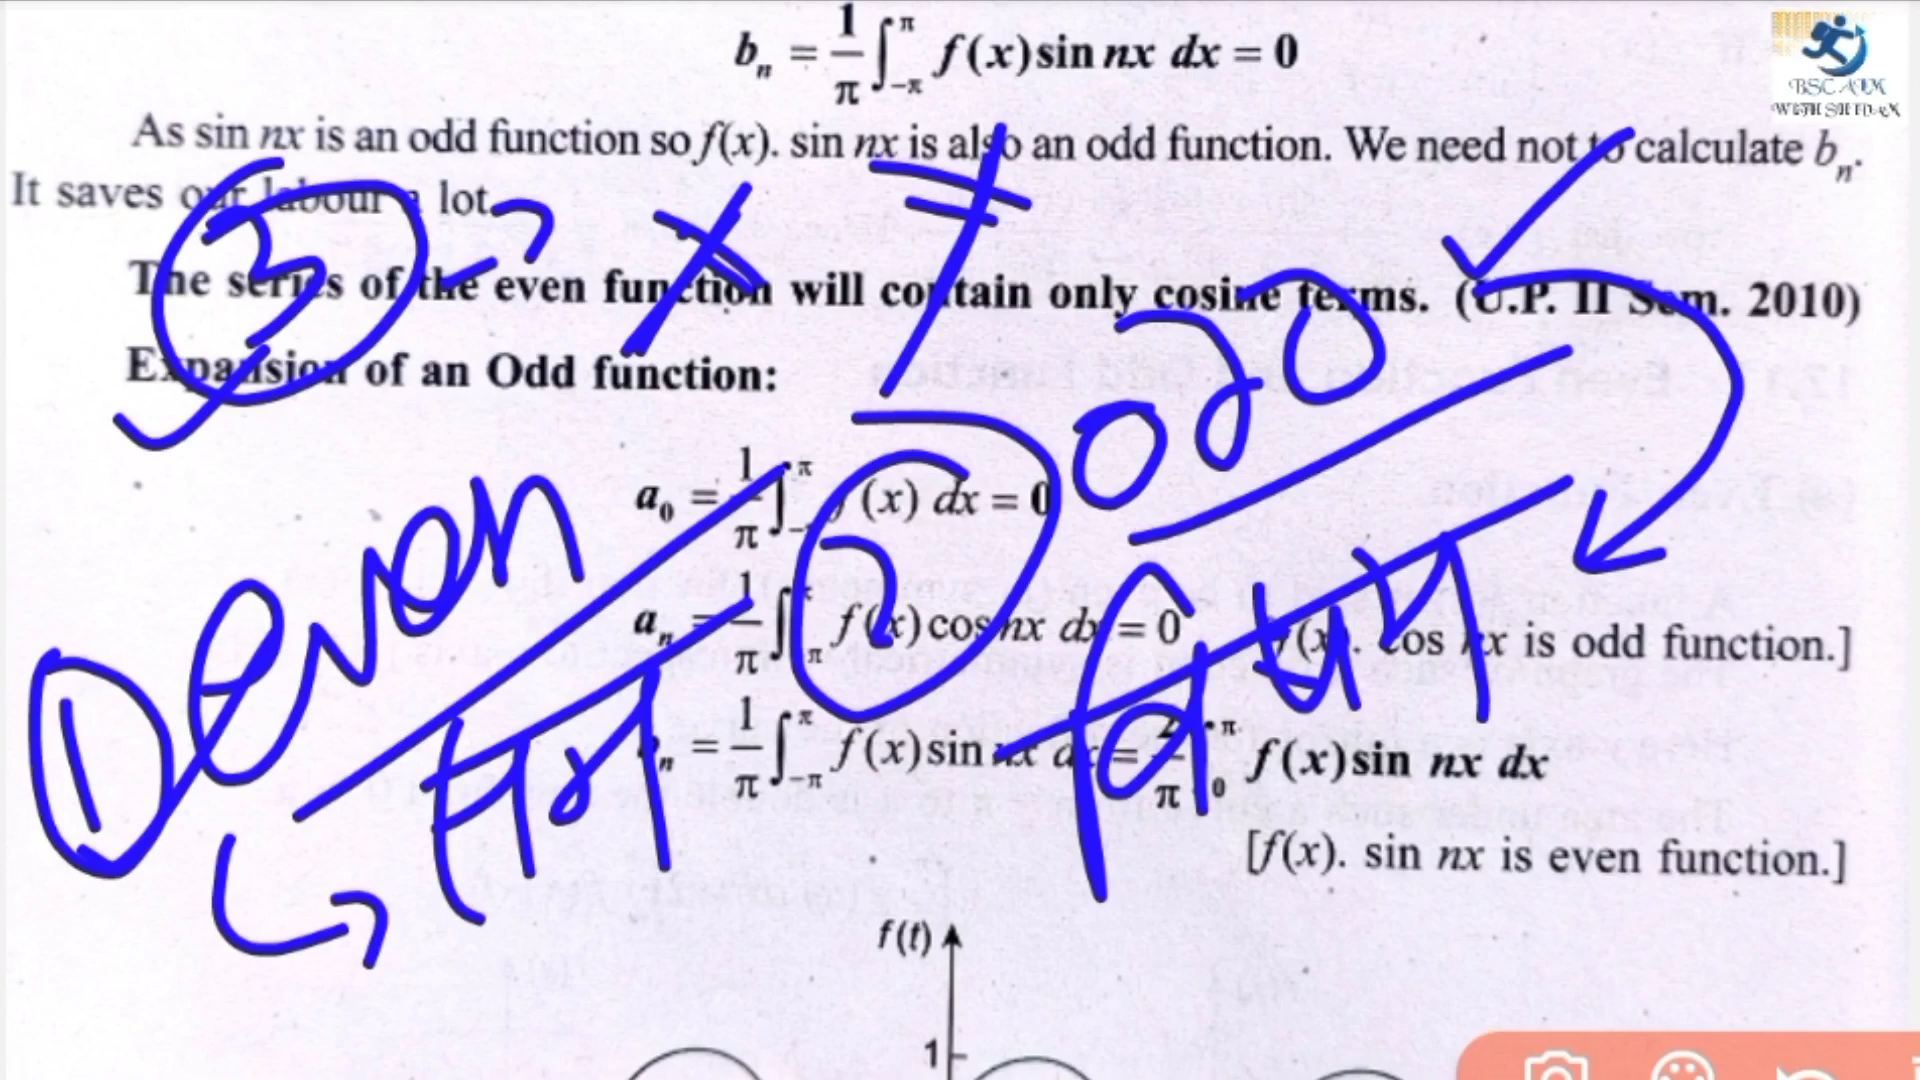 b_n = 1/π ∫_{-π}^{π} f(x) sin nx dx = 0
BSC AIM
As sin nx is an odd function so f(x). sin nx is also an odd function. We need not to calculate b_n.
It saves our labour a lot.
The series of the even function will contain only cosine terms. (U.P. II Sem. 2010)
Expansion of an Odd function:
a_0 = 1/π ∫_{-π}^{π} f(x) dx = 0
a_n = 1/π ∫_{-π}^{π} f(x) cos nx dx = 0 [f(x). cos nx is odd function.]
b_n = 1/π ∫_{-π}^{π} f(x) sin nx dx = 2/π ∫_0^{π} f(x) sin nx dx
[f(x). sin nx is even function.]
f(t)
1
3
2
1
even